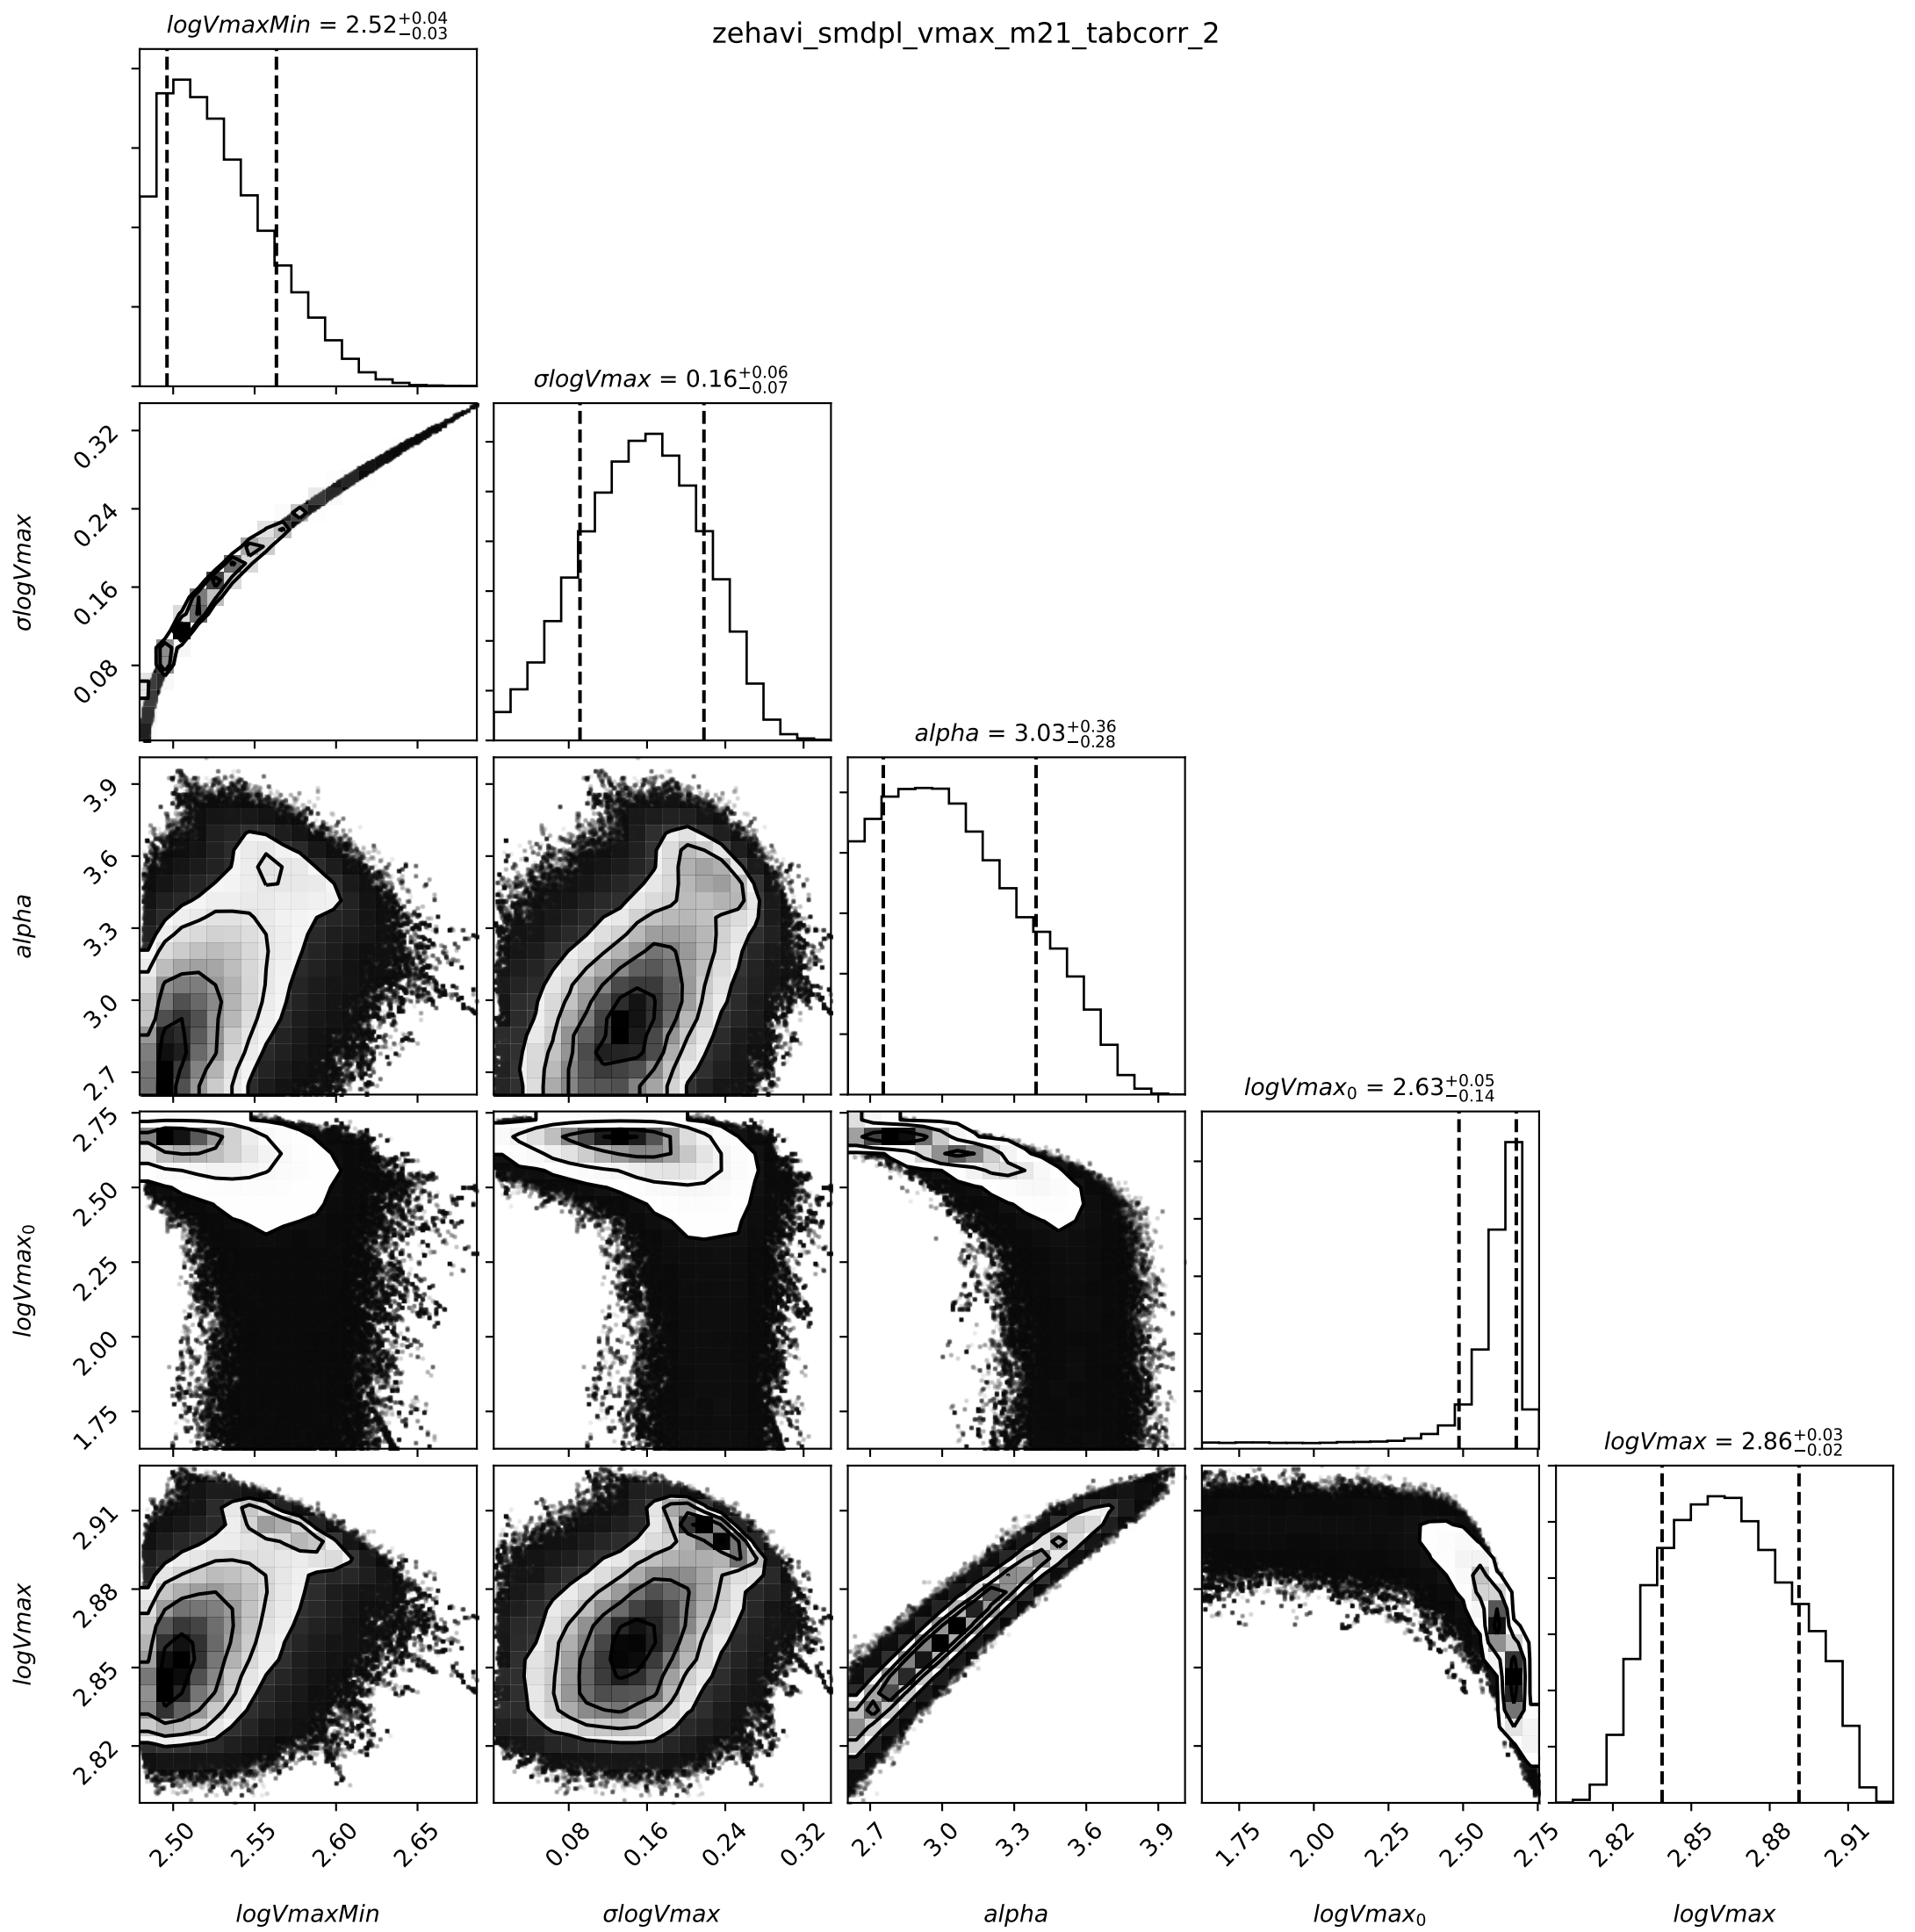 zehavi_smdpl_vmax_m21_tabcorr_2
logVmaxMin = 2.52 +0.04 −0.03
σlogVmax = 0.16 +0.06 −0.07
0.32
0.24
0.16
0.08
σlogVmax
alpha = 3.03 +0.36 −0.28
3.9
3.6
3.3
3.0
2.7
alpha
logVmax₀ = 2.63 +0.05 −0.14
2.75
2.50
2.25
2.00
1.75
logVmax₀
logVmax = 2.86 +0.03 −0.02
2.91
2.88
2.85
2.82
logVmax
2.50 2.55 2.60 2.65
0.08 0.16 0.24 0.32
2.7 3.0 3.3 3.6 3.9
1.75 2.00 2.25 2.50 2.75
2.82 2.85 2.88 2.91
logVmaxMin σlogVmax alpha logVmax₀ logVmax